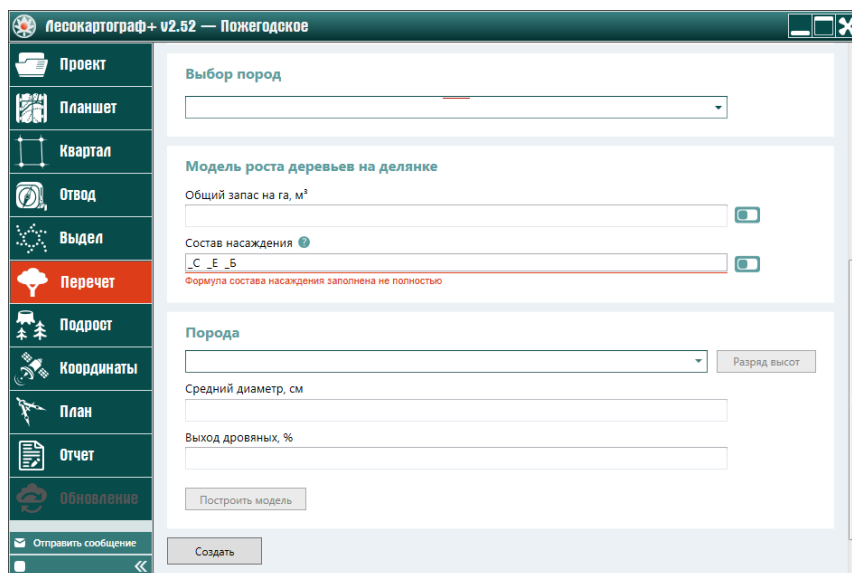 Лесокартограф+ v2.52 — Пожегодское
Проект
Планшет
Квартал
Отвод
Выдел
Перечет
Подрост
Координаты
План
Отчет
Обновление
Отправить сообщение
Выбор пород
Модель роста деревьев на делянке
Общий запас на га, м³
Состав насаждения ?
_С _Е _Б
Формула состава насаждения заполнена не полностью
Порода
Разряд высот
Средний диаметр, см
Выход дровяных, %
Построить модель
Создать